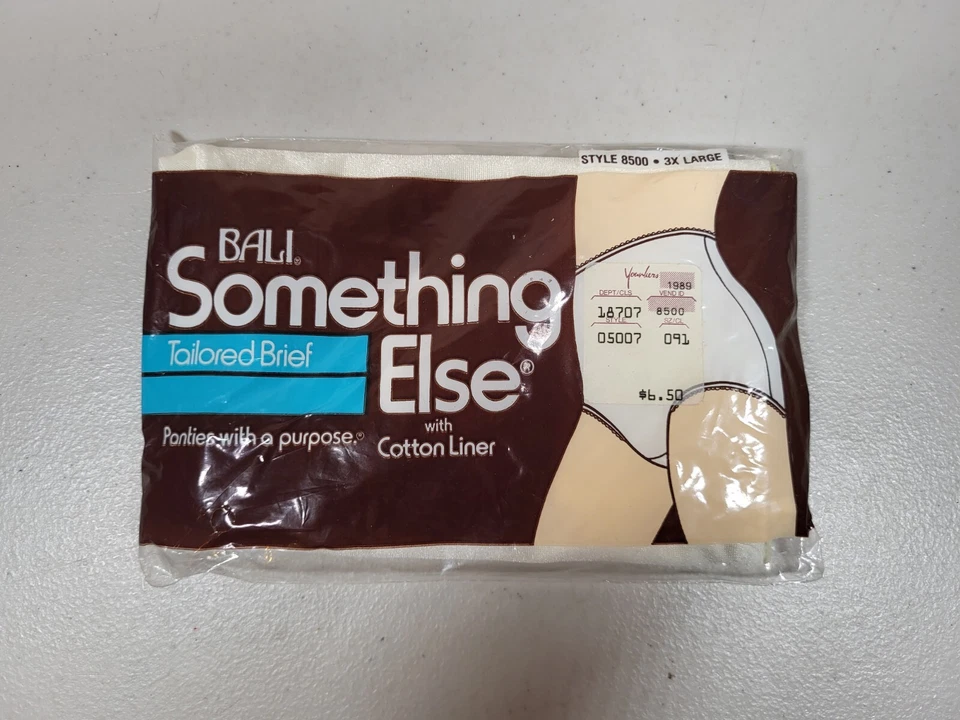 STYLE 8500 • 3X LARGE
BALI®
Something
Else®
Tailored Brief
Panties with a purpose.®
with
Cotton Liner
Younkers
1989
DEPT/CLS VEND ID
18707 8500
STYLE SZ/CL
05007 091
$6.50